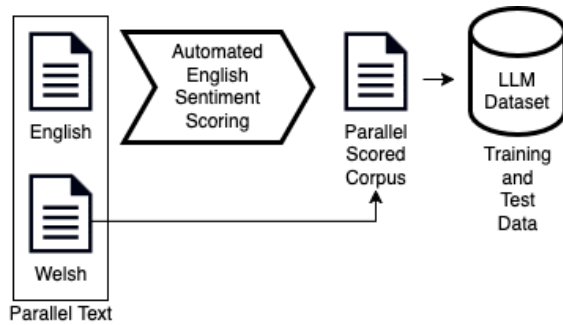 English
Welsh
Parallel Text
Automated
English
Sentiment
Scoring
Parallel
Scored
Corpus
LLM
Dataset
Training
and
Test
Data